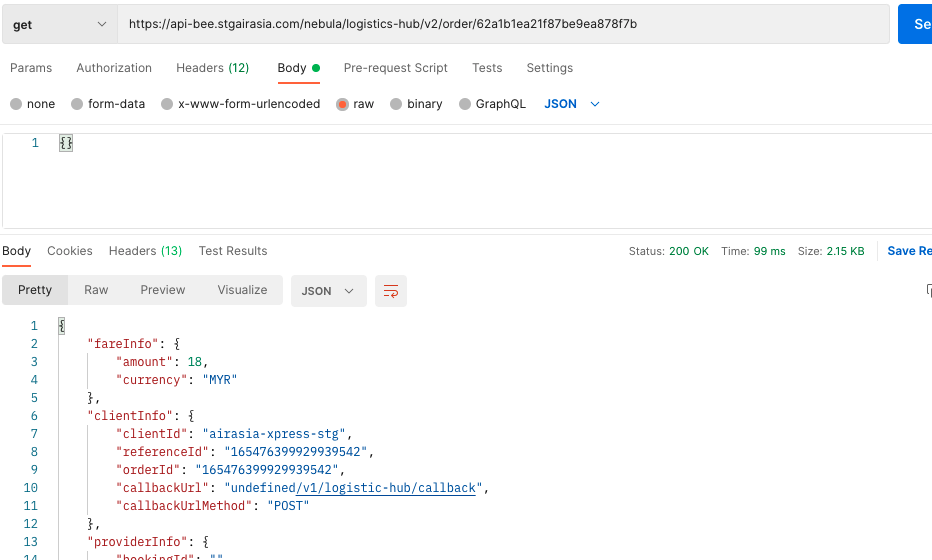 get https://api-bee.stgairasia.com/nebula/logistics-hub/v2/order/62a1b1ea21f87be9ea878f7b Se
Params Authorization Headers (12) Body Pre-request Script Tests Settings
none form-data x-www-form-urlencoded raw binary GraphQL JSON
1 {}
Body Cookies Headers (13) Test Results Status: 200 OK Time: 99 ms Size: 2.15 KB Save Re
Pretty Raw Preview Visualize JSON
1 {
2 "fareInfo": {
3 "amount": 18,
4 "currency": "MYR"
5 },
6 "clientInfo": {
7 "clientId": "airasia-xpress-stg",
8 "referenceId": "165476399929939542",
9 "orderId": "165476399929939542",
10 "callbackUrl": "undefined/v1/logistic-hub/callback",
11 "callbackUrlMethod": "POST"
12 },
13 "providerInfo": {
14 "bookingId": ""